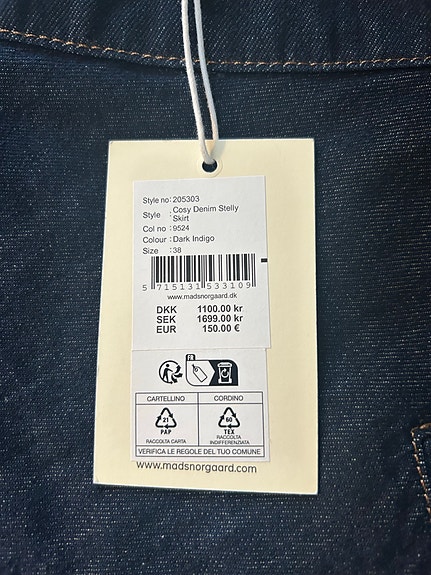 Style no: 205303
Style : Cosy Denim Stelly
Skirt
Col no : 9524
Colour : Dark Indigo
Size : 38
5 715131 533109
www.madsnorgaard.dk
DKK 1100.00 kr
SEK 1699.00 kr
EUR 150.00 €
FR
CARTELLINO CORDINO
21 60
PAP TEX
RACCOLTA CARTA RACCOLTA
INDIFFERENZIATA
VERIFICA LE REGOLE DEL TUO COMUNE
www.madsnorgaard.com